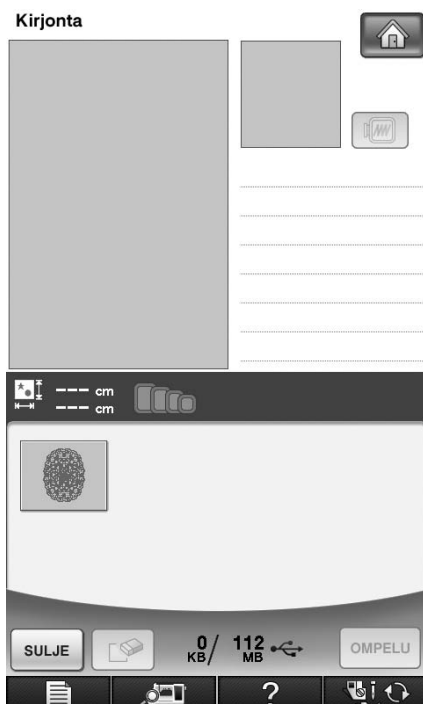 Kirjonta
--- cm
--- cm
SULJE
0 KB/ 112 MB
OMPELU
?
i